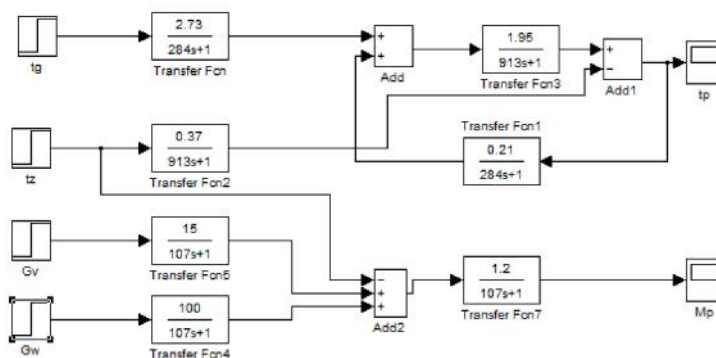 2.73
284s+1
Transfer Fcn
tg
+
+
Add
1.95
913s+1
Transfer Fcn3
+
−
Add1
tp
0.37
913s+1
Transfer Fcn2
tz
Transfer Fcn1
0.21
284s+1
15
107s+1
Transfer Fcn5
Gv
100
107s+1
Transfer Fcn4
Gw
−
+
+
Add2
1.2
107s+1
Transfer Fcn7
Mp